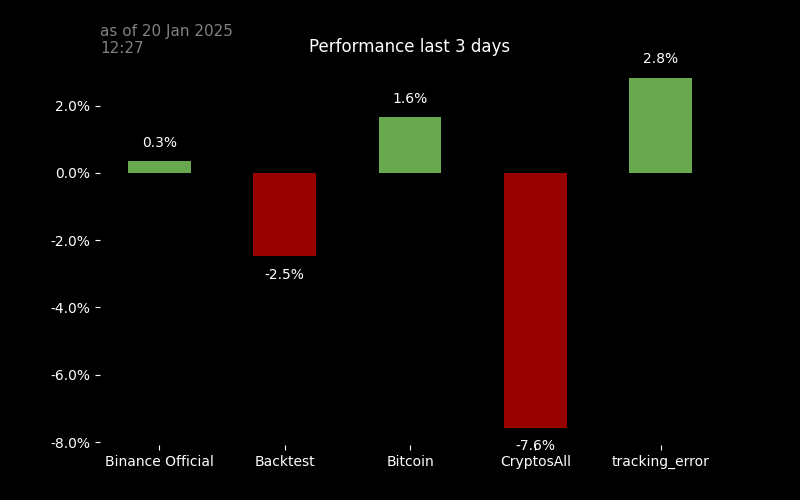 as of 20 Jan 2025
12:27
Performance last 3 days
2.8%
1.6%
0.3%
-2.5%
-7.6%
2.0%
0.0%
-2.0%
-4.0%
-6.0%
-8.0%
Binance Official
Backtest
Bitcoin
CryptosAll
tracking_error